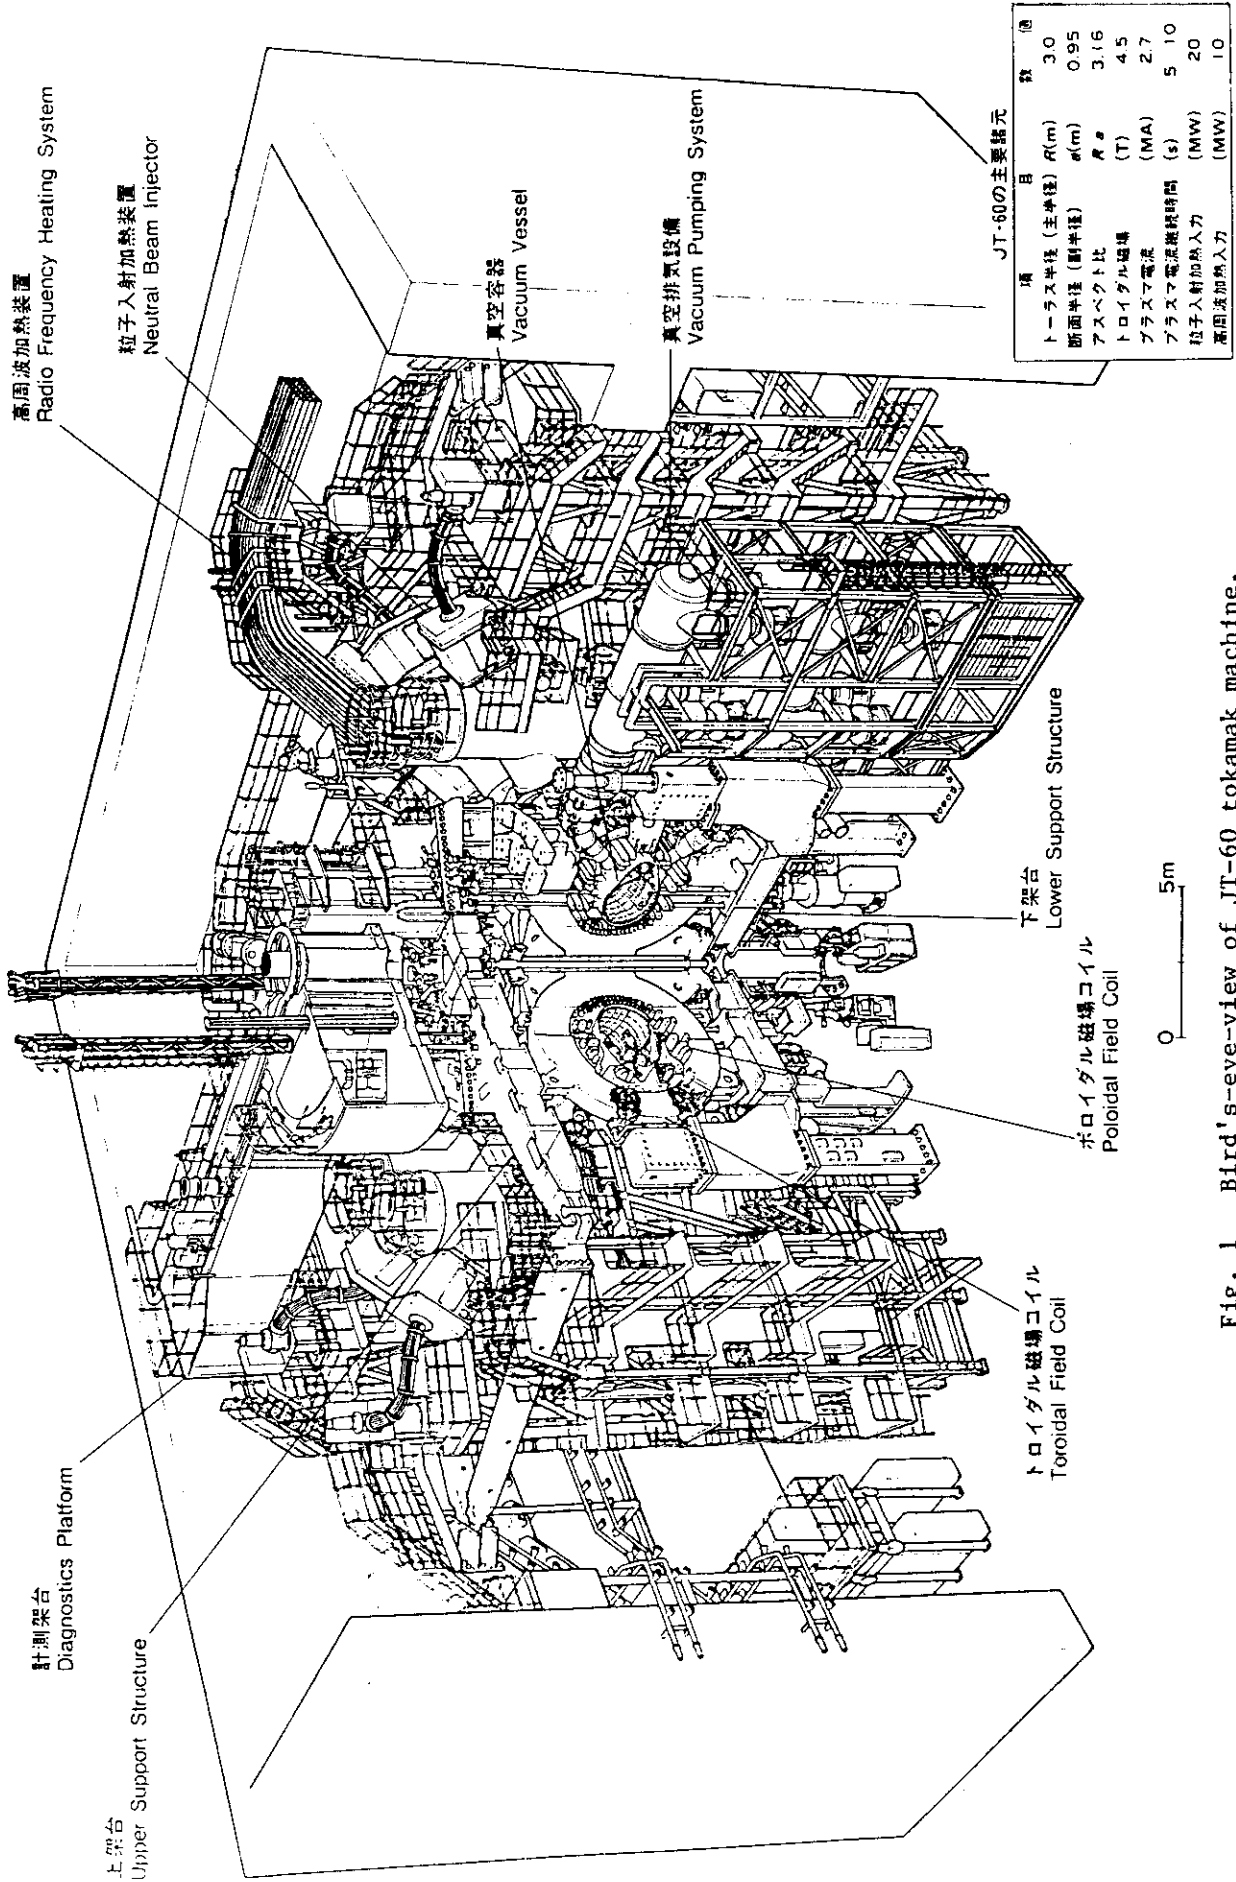 高周波加熱装置
Radio Frequency Heating System
粒子入射加熱装置
Neutral Beam Injector
真空容器
Vacuum Vessel
真空排気設備
Vacuum Pumping System
計測架台
Diagnostics Platform
上架台
Upper Support Structure
下架台
Lower Support Structure
ポロイダル磁場コイル
Poloidal Field Coil
トロイダル磁場コイル
Toroidal Field Coil
0 5m
JT-60の主要諸元
項 目 数 値
トーラス半径 (主半径) R(m) 3.0
断面半径 (副半径) a(m) 0.95
アスペクト比 R a 3.16
トロイダル磁場 (T) 4.5
プラズマ電流 (MA) 2.7
プラズマ電流継続時間 (s) 5 10
粒子入射加熱入力 (MW) 20
高周波加熱入力 (MW) 10
Fig. 1 Bird's-eye-view of JT-60 tokamak machine.